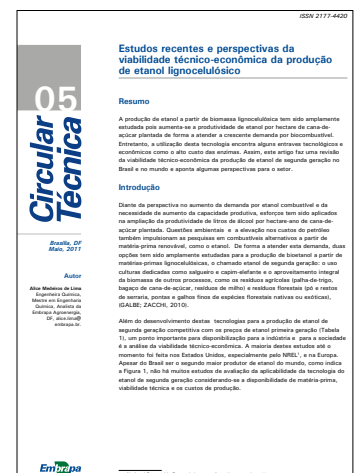 ISSN 2177-4420
05
Circular
Técnica
Brasília, DF
Maio, 2011
Autor
Alice Medeiros de Lima
Engenheira Química,
Mestre em Engenharia
Química, Analista da
Embrapa Agroenergia,
DF, alice.lima@
embrapa.br.
Embrapa
Estudos recentes e perspectivas da
viabilidade técnico-econômica da produção
de etanol lignocelulósico
Resumo
A produção de etanol a partir de biomassa lignocelulósica tem sido amplamente
estudada pois aumenta-se a produtividade de etanol por hectare de cana-de-
açúcar plantada de forma a atender a crescente demanda por biocombustível.
Entretanto, a utilização desta tecnologia encontra alguns entraves tecnológicos e
econômicos como o alto custo das enzimas. Assim, este artigo faz uma revisão
da viabilidade técnico-econômica da produção de etanol de segunda geração no
Brasil e no mundo e aponta algumas perspectivas para o setor.
Introdução
Diante da perspectiva no aumento da demanda por etanol combustível e da
necessidade de aumento da capacidade produtiva, esforços tem sido aplicados
na ampliação da produtividade de litros de álcool por hectare-ano de cana-de-
açúcar plantada. Questões ambientais e a elevação nos custos do petróleo
também impulsionam as pesquisas em combustíveis alternativos a partir de
matéria-prima renovável, como o etanol. De forma a atender esta demanda, duas
opções tem sido amplamente estudadas para a produção de bioetanol a partir de
matérias-primas lignocelulósicas, o chamado etanol de segunda geração: o uso
culturas dedicadas como salgueiro e capim-elefante e o aproveitamento integral
da biomassa de outros processos, como os resíduos agrícolas (palha-de-trigo,
bagaço de cana-de-açúcar, resíduos de milho) e resíduos florestais (pó e restos
de serraria, pontas e galhos finos de espécies florestais nativas ou exóticas),
(GALBE; ZACCHI, 2010).
Além do desenvolvimento destas tecnologias para a produção de etanol de
segunda geração competitiva com os preços de etanol primeira geração (Tabela
1), um ponto importante para disponibilização para a indústria e para a sociedade
é a análise da viabilidade técnico-econômica. A maioria destes estudos até o
momento foi feita nos Estados Unidos, especialmente pelo NREL¹, e na Europa.
Apesar do Brasil ser o segundo maior produtor de etanol do mundo, como indica
a Figura 1, não há muitos estudos de avaliação da aplicabilidade da tecnologia do
etanol de segunda geração considerando-se a disponibilidade de matéria-prima,
viabilidade técnica e os custos de produção.